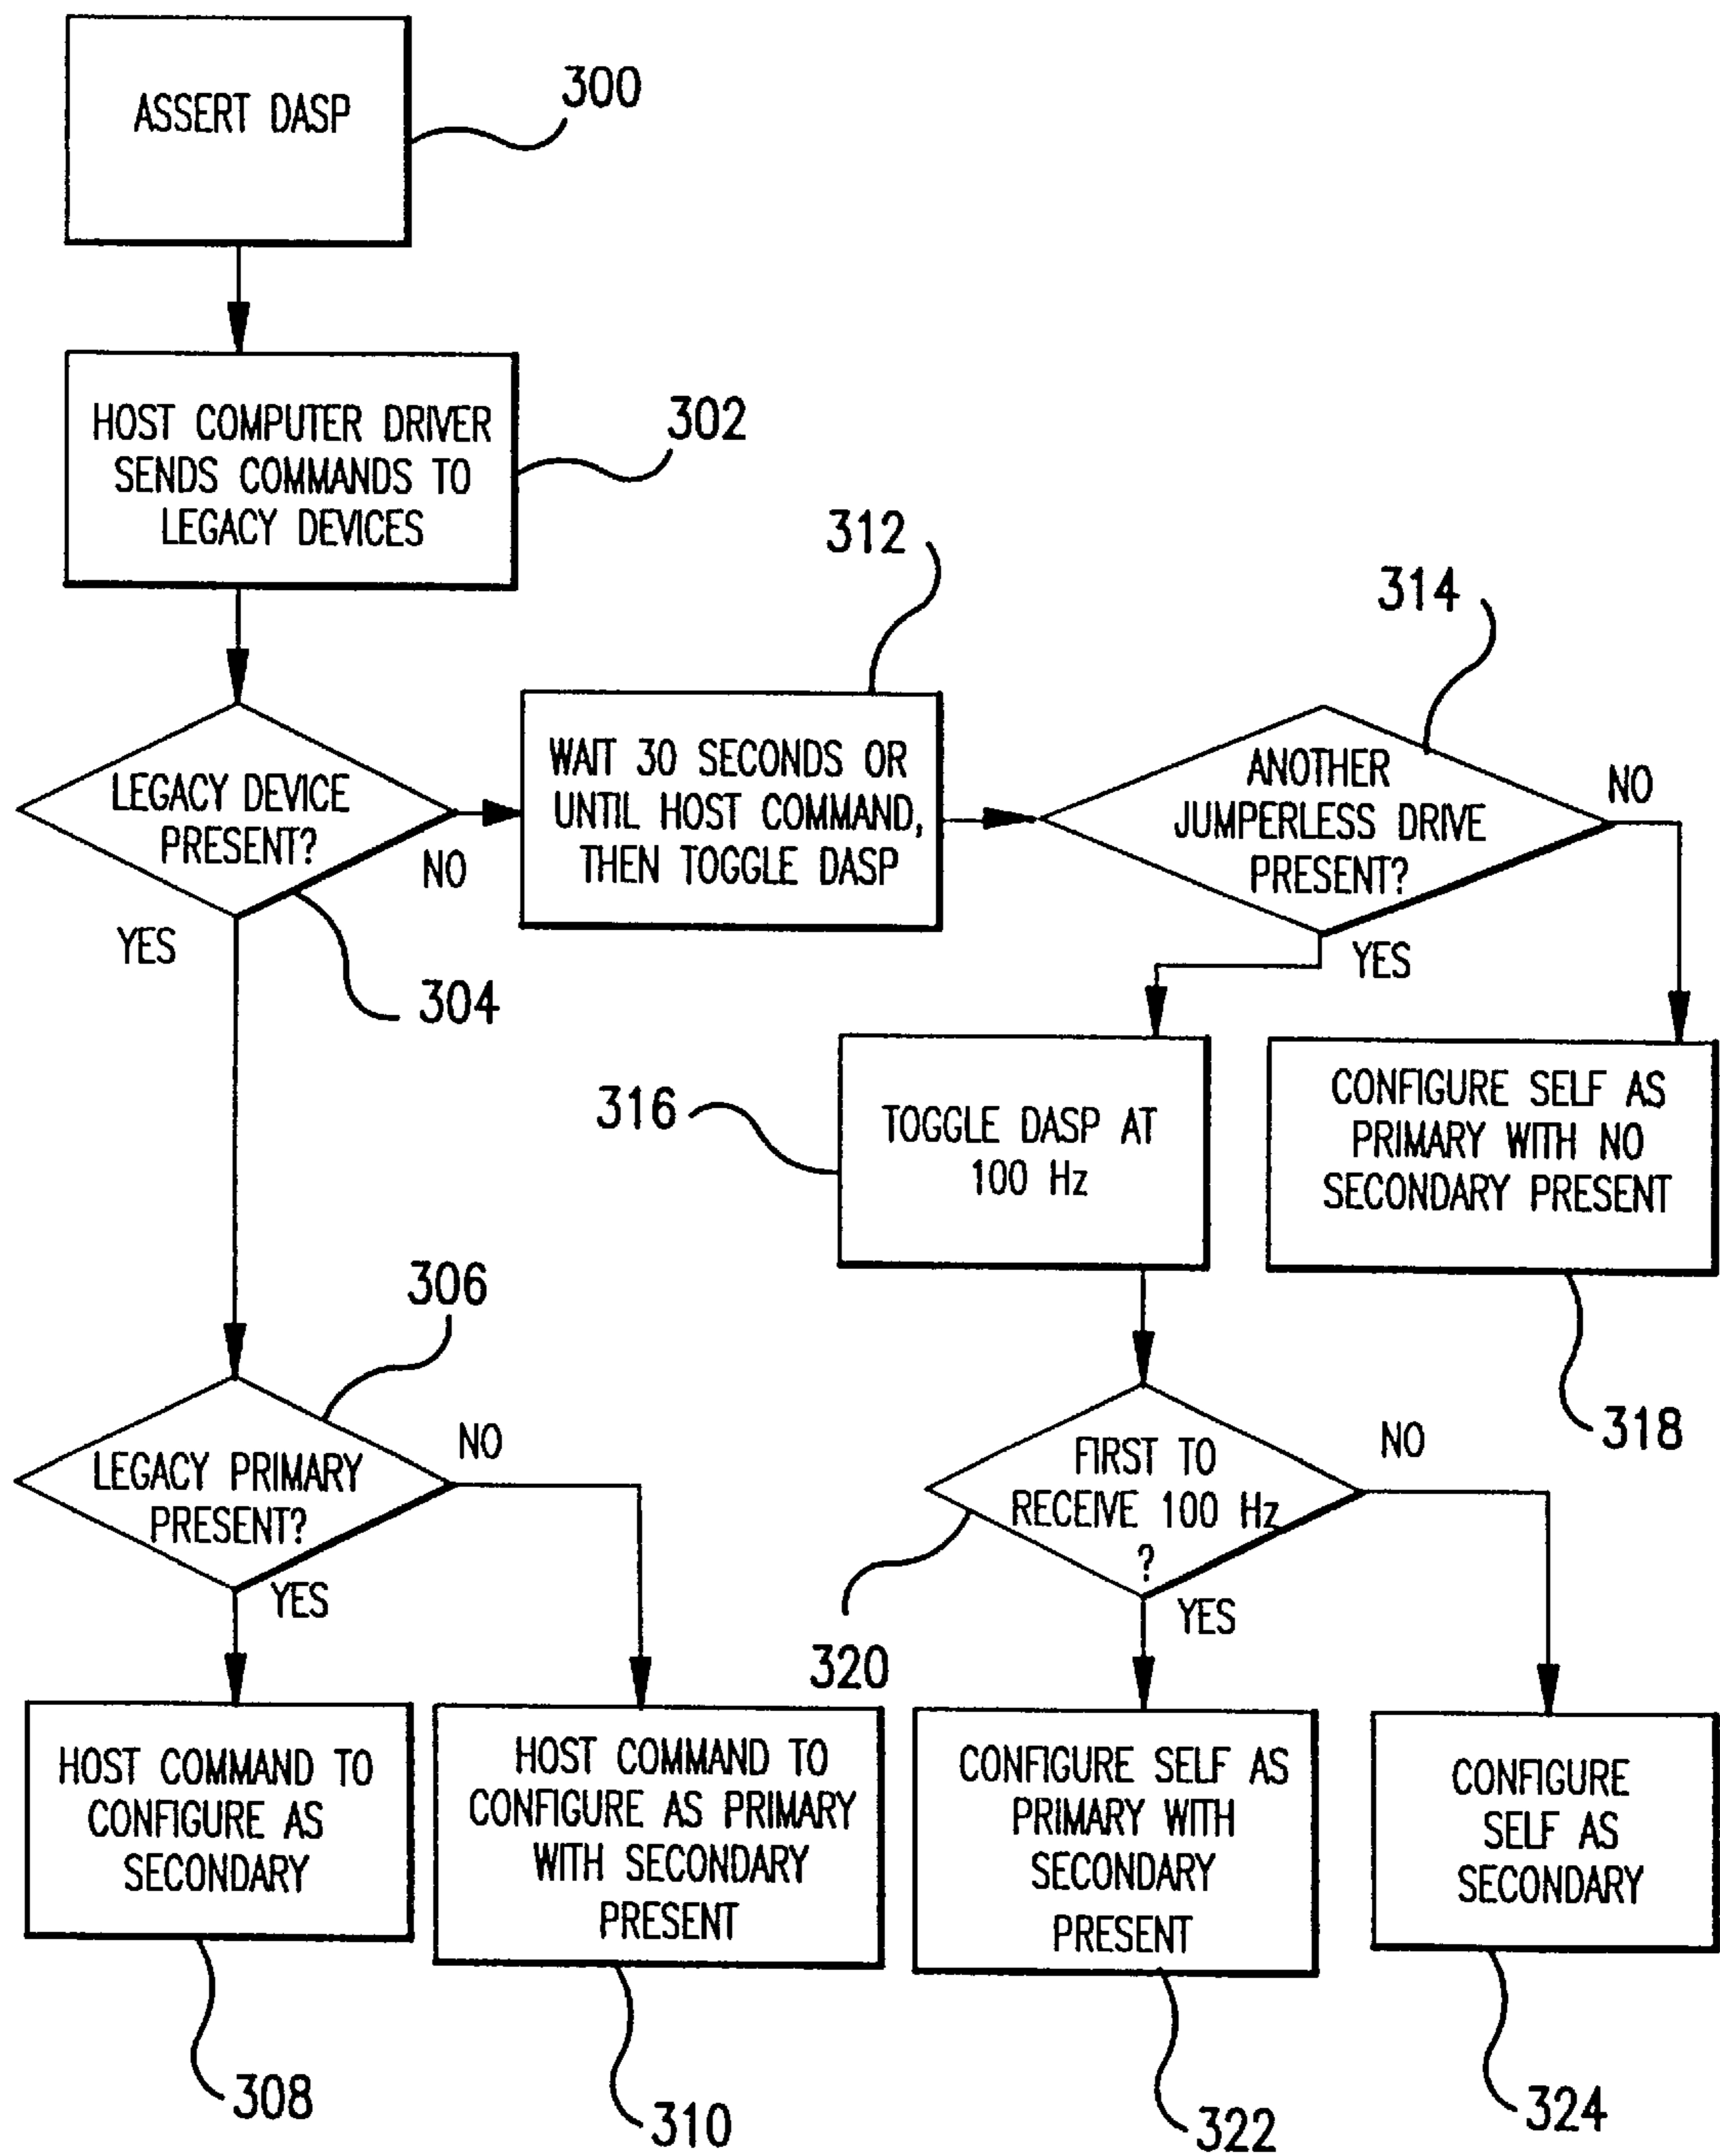 ASSERT DASP
300
HOST COMPUTER DRIVER
SENDS COMMANDS TO
LEGACY DEVICES
302
LEGACY DEVICE
PRESENT?
NO
YES
304
312
WAIT 30 SECONDS OR
UNTIL HOST COMMAND,
THEN TOGGLE DASP
314
ANOTHER
JUMPERLESS DRIVE
PRESENT?
NO
YES
316
TOGGLE DASP AT
100 Hz
CONFIGURE SELF AS
PRIMARY WITH NO
SECONDARY PRESENT
318
306
LEGACY PRIMARY
PRESENT?
NO
YES
FIRST TO
RECEIVE 100 Hz
?
NO
YES
320
HOST COMMAND TO
CONFIGURE AS
SECONDARY
308
HOST COMMAND TO
CONFIGURE AS PRIMARY
WITH SECONDARY
PRESENT
310
CONFIGURE SELF AS
PRIMARY WITH
SECONDARY
PRESENT
322
CONFIGURE
SELF AS
SECONDARY
324